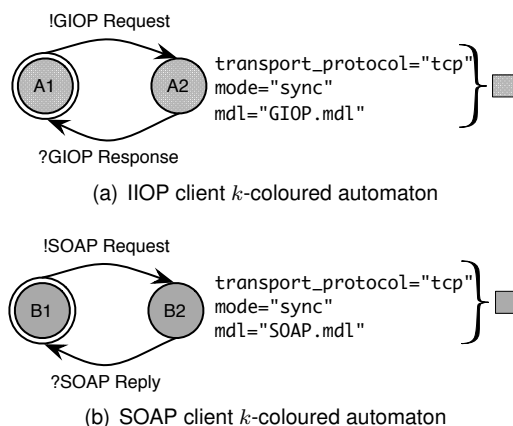 !GIOP Request
A1
A2
transport_protocol="tcp"
mode="sync"
mdl="GIOP.mdl"
?GIOP Response
(a) IIOP client k-coloured automaton
!SOAP Request
B1
B2
transport_protocol="tcp"
mode="sync"
mdl="SOAP.mdl"
?SOAP Reply
(b) SOAP client k-coloured automaton